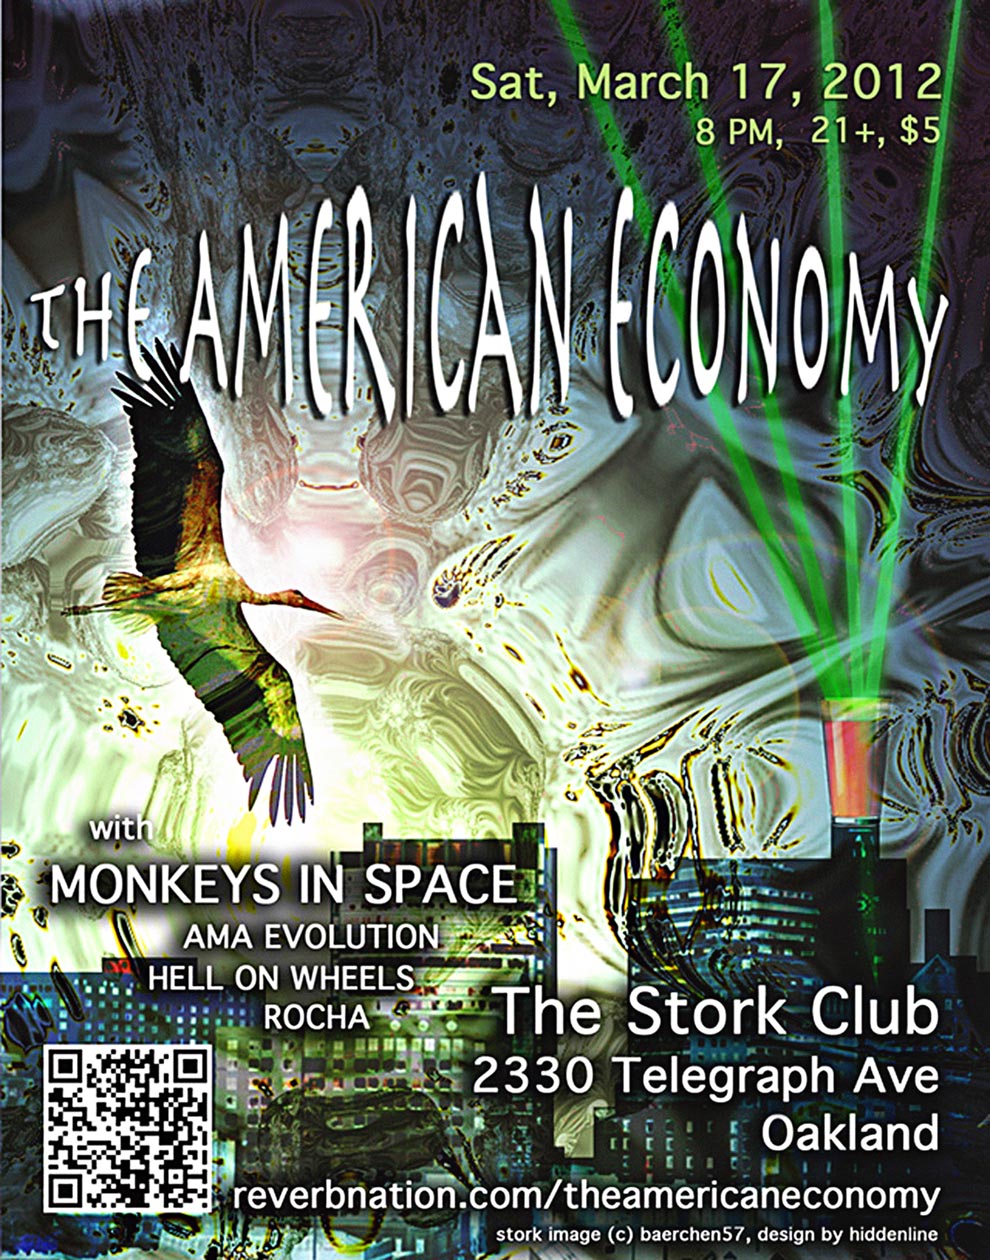 Sat, March 17, 2012
8 PM, 21+, $5
THE AMERICAN ECONOMY
with
MONKEYS IN SPACE
AMA EVOLUTION
HELL ON WHEELS
ROCHA
The Stork Club
2330 Telegraph Ave
Oakland
reverbnation.com/theamericaneconomy
stork image (c) baerchen57, design by hiddenline